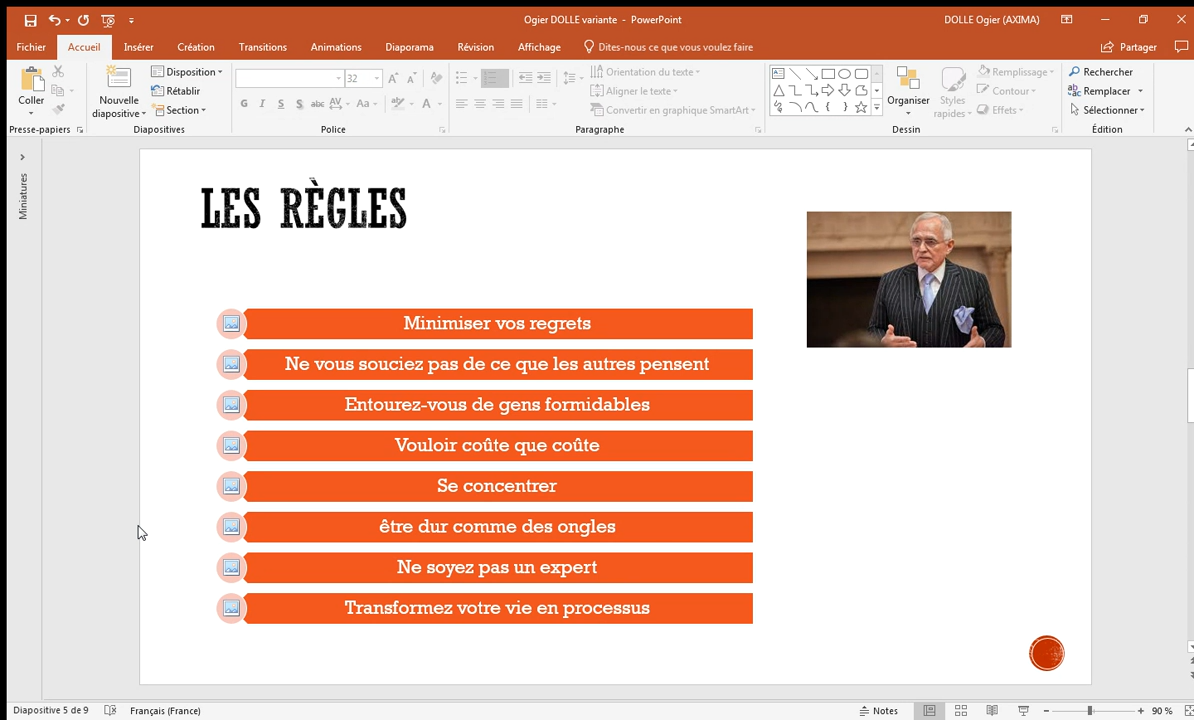 Ogier DOLLE variante - PowerPoint
DOLLE Ogier (AXIMA)
Fichier Accueil Insérer Création Transitions Animations Diaporama Révision Affichage Dites-nous ce que vous voulez faire Partager
Coller
Presse-papiers
Nouvelle
diapositive
Disposition
Rétablir
Section
Diapositives
32
G I S S abc AV Aa A
Police
Orientation du texte
Aligner le texte
Convertir en graphique SmartArt
Paragraphe
Organiser
Styles
rapides
Remplissage
Contour
Effets
Dessin
Rechercher
Remplacer
Sélectionner
Édition
Miniatures
LES RÈGLES
Minimiser vos regrets
Ne vous souciez pas de ce que les autres pensent
Entourez-vous de gens formidables
Vouloir coûte que coûte
Se concentrer
être dur comme des ongles
Ne soyez pas un expert
Transformez votre vie en processus
Diapositive 5 de 9 Français (France) Notes 90 %